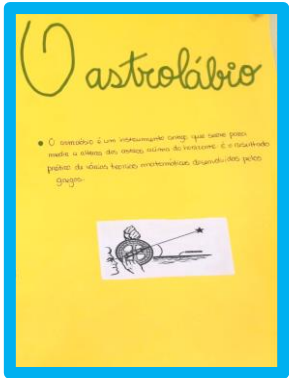 O astrolábio
• O astrolábio é um instrumento antigo que serve para
medir a altura dos astros acima do horizonte é o resultado
prático de várias teorias matemáticas desenvolvidas pelos
gregos.